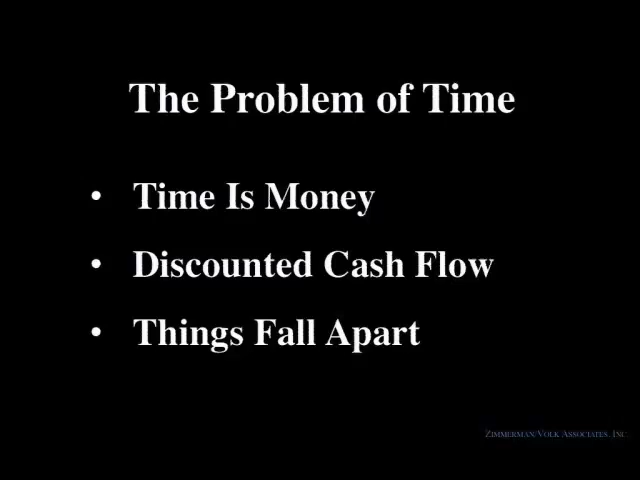 The Problem of Time
• Time Is Money
• Discounted Cash Flow
• Things Fall Apart
Zimmerman/Volk Associates, Inc.